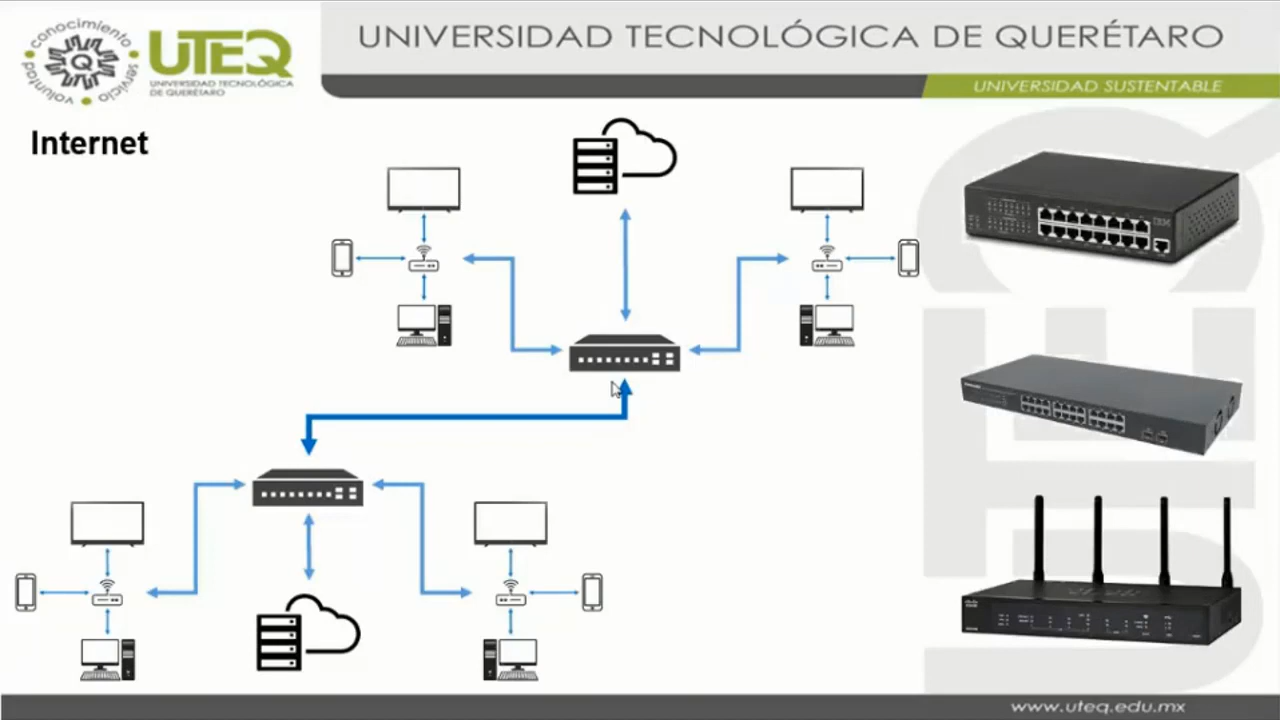 conocimiento
servicio
voluntad
Q
UTEQ
UNIVERSIDAD TECNOLÓGICA
DE QUERÉTARO
UNIVERSIDAD TECNOLÓGICA DE QUERÉTARO
UNIVERSIDAD SUSTENTABLE
Internet
IBM
UTEQ
www.uteq.edu.mx